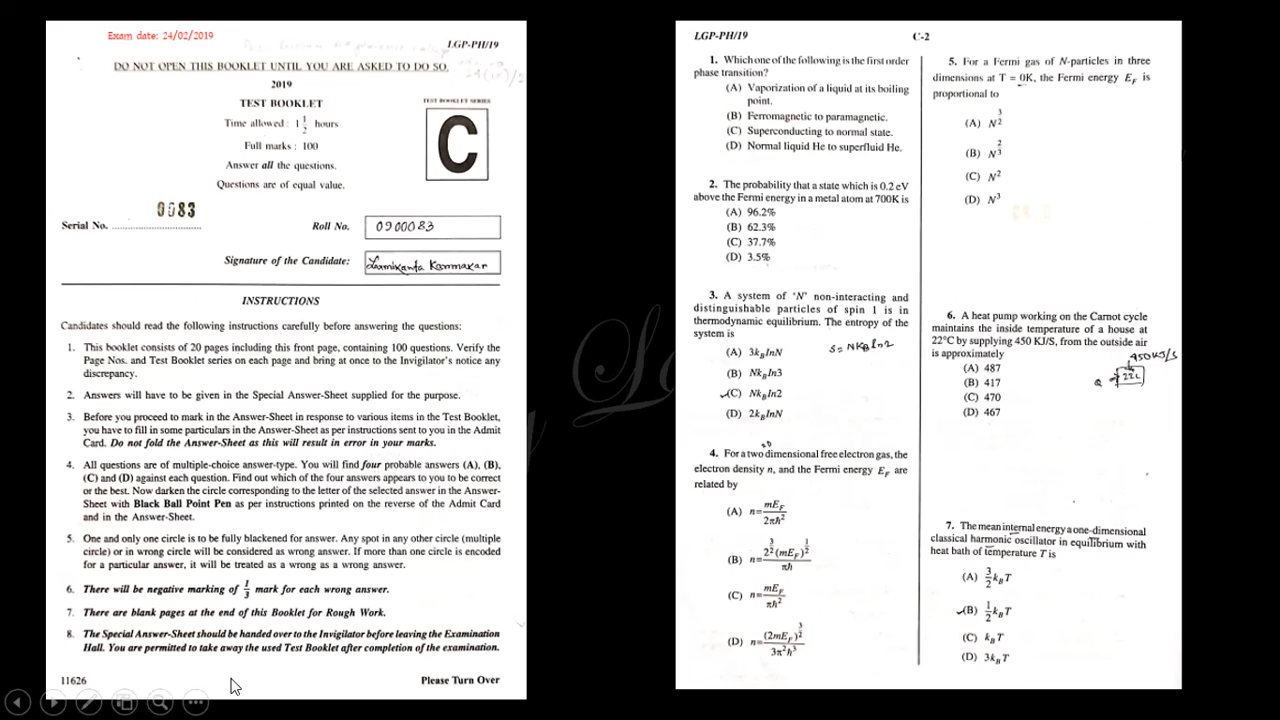 Exam date: 24/02/2019
LGP-PH/19
DO NOT OPEN THIS BOOKLET UNTIL YOU ARE ASKED TO DO SO.
2019
TEST BOOKLET
Time allowed : 1 1/2 hours
Full marks : 100
Answer all the questions.
Questions are of equal value.
TEST BOOKLET SERIES
C
0083
Serial No. ..............................
Roll No. 0900083
Signature of the Candidate: Laxmikanta Karmakar
INSTRUCTIONS
Candidates should read the following instructions carefully before answering the questions:
1. This booklet consists of 20 pages including this front page, containing 100 questions. Verify the
Page Nos. and Test Booklet series on each page and bring at once to the Invigilator's notice any
discrepancy.
2. Answers will have to be given in the Special Answer-Sheet supplied for the purpose.
3. Before you proceed to mark in the Answer-Sheet in response to various items in the Test Booklet,
you have to fill in some particulars in the Answer-Sheet as per instructions sent to you in the Admit
Card. Do not fold the Answer-Sheet as this will result in error in your marks.
4. All questions are of multiple-choice answer-type. You will find four probable answers (A), (B),
(C) and (D) against each question. Find out which of the four answers appears to you to be correct
or the best. Now darken the circle corresponding to the letter of the selected answer in the Answer-
Sheet with Black Ball Point Pen as per instructions printed on the reverse of the Admit Card
and in the Answer-Sheet.
5. One and only one circle is to be fully blackened for answer. Any spot in any other circle (multiple
circle) or in wrong circle will be considered as wrong answer. If more than one circle is encoded
for a particular answer, it will be treated as a wrong as a wrong answer.
6. There will be negative marking of 1/3 mark for each wrong answer.
7. There are blank pages at the end of this Booklet for Rough Work.
8. The Special Answer-Sheet should be handed over to the Invigilator before leaving the Examination
Hall. You are permitted to take away the used Test Booklet after completion of the examination.
11626
Please Turn Over
LGP-PH/19
C-2
1. Which one of the following is the first order
phase transition?
(A) Vaporization of a liquid at its boiling
point.
(B) Ferromagnetic to paramagnetic.
(C) Superconducting to normal state.
(D) Normal liquid He to superfluid He.
2. The probability that a state which is 0.2 eV
above the Fermi energy in a metal atom at 700K is
(A) 96.2%
(B) 62.3%
(C) 37.7%
(D) 3.5%
3. A system of 'N' non-interacting and
distinguishable particles of spin 1 is in
thermodynamic equilibrium. The entropy of the
system is
S = NkB ln2
(A) 3k_B lnN
(B) Nk_B ln3
(C) Nk_B ln2
(D) 2k_B lnN
2D
4. For a two dimensional free electron gas, the
electron density n, and the Fermi energy E_F are
related by
(A) n = mE_F / 2πħ²
(B) n = 2^(3/2) (mE_F)^(1/2) / πħ
(C) n = mE_F / πħ²
(D) n = (2mE_F)^(3/2) / 3π²ħ³
5. For a Fermi gas of N-particles in three
dimensions at T = 0K, the Fermi energy E_F is
proportional to
(A) N^(3/2)
(B) N^(2/3)
(C) N²
(D) N³
6. A heat pump working on the Carnot cycle
maintains the inside temperature of a house at
22°C by supplying 450 KJ/S, from the outside air
is approximately
450 KJ/S
(A) 487
(B) 417
(C) 470
(D) 467
7. The mean internal energy a one-dimensional
classical harmonic oscillator in equilibrium with
heat bath of temperature T is
(A) 3/2 k_B T
(B) 1/2 k_B T
(C) k_B T
(D) 3k_B T